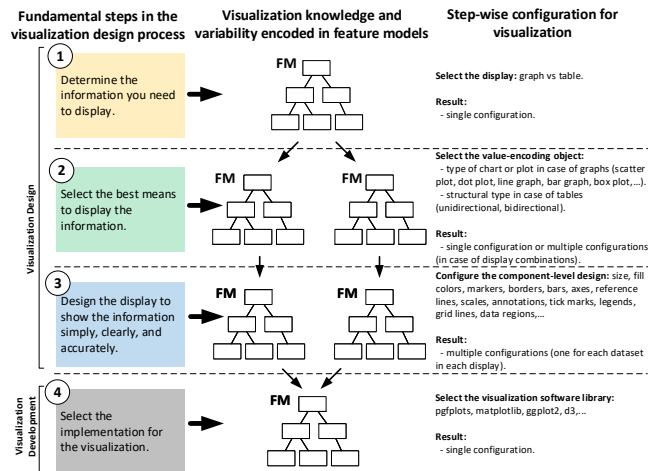 Fundamental steps in the
visualization design process
Visualization knowledge and
variability encoded in feature models
Step-wise configuration for
visualization
Visualization Design
1
Determine the
information you need
to display.
FM
Select the display: graph vs table.
Result:
- single configuration.
2
Select the best means
to display the
information.
FM
FM
Select the value-encoding object:
- type of chart or plot in case of graphs (scatter
plot, dot plot, line graph, bar graph, box plot,...).
- structural type in case of tables
(unidirectional, bidirectional).
Result:
- single configuration or multiple configurations
(in case of display combinations).
3
Design the display to
show the information
simply, clearly, and
accurately.
FM
FM
Configure the component-level design: size, fill
colors, markers, borders, bars, axes, reference
lines, scales, annotations, tick marks, legends,
grid lines, data regions,...
Result:
- multiple configurations (one for each dataset
in each display).
Visualization
Development
4
Select the
implementation for
the visualization.
FM
Select the visualization software library:
pgfplots, matplotlib, ggplot2, d3,...
Result:
- single configuration.